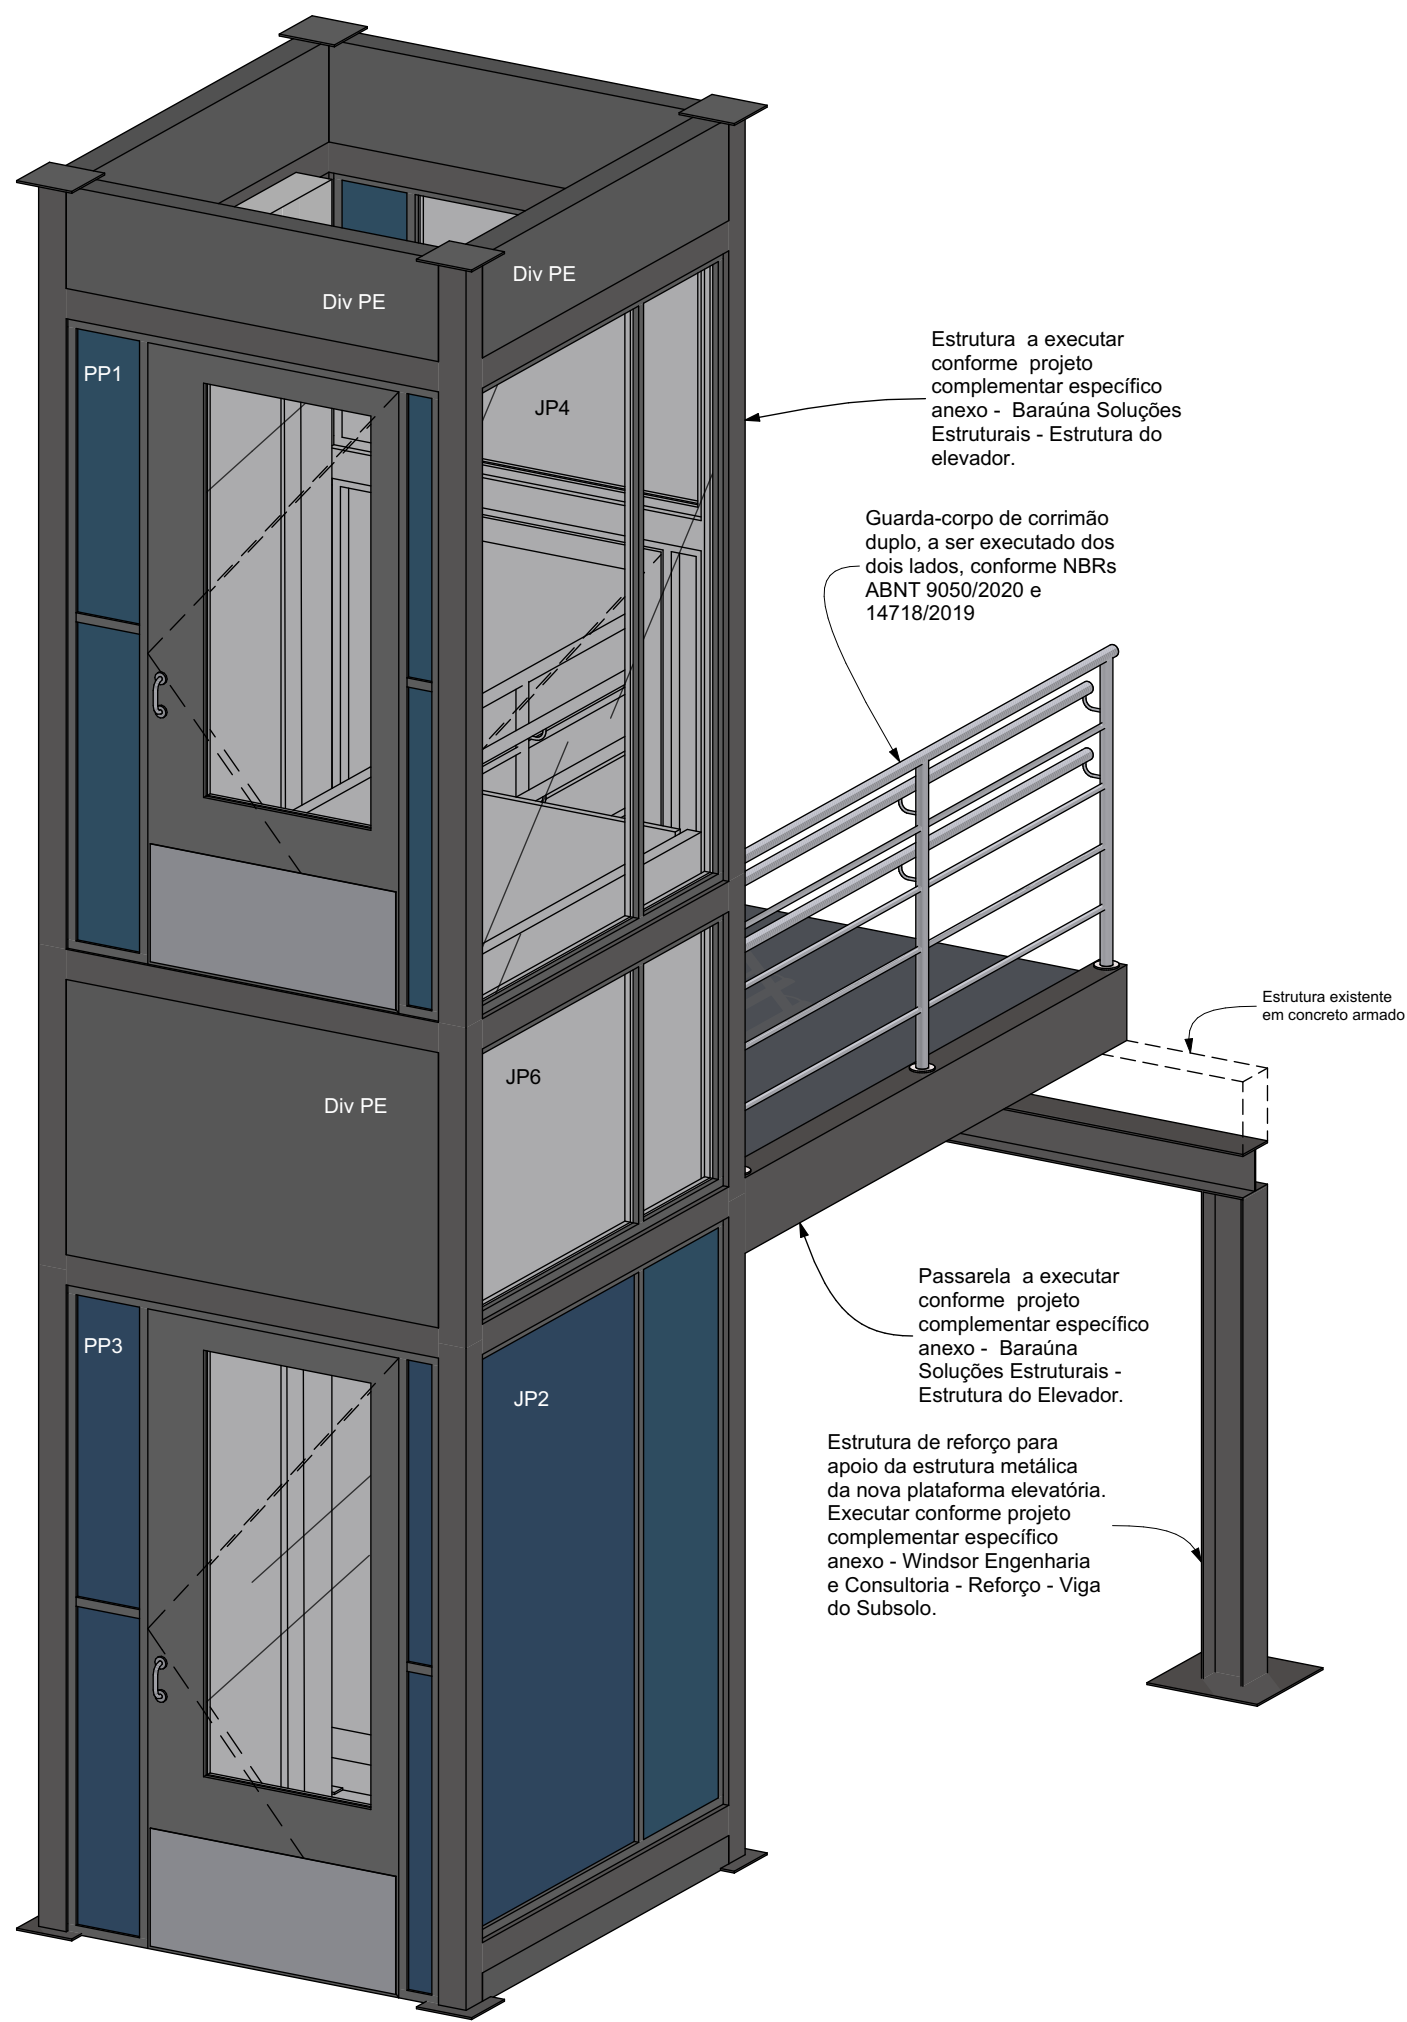 Div PE
Div PE
PP1
JP4
Estrutura  a executar
conforme  projeto
complementar específico
anexo -  Baraúna Soluções
Estruturais - Estrutura do
elevador.
Guarda-corpo de corrimão
duplo, a ser executado dos
dois lados, conforme NBRs
ABNT 9050/2020 e
14718/2019
Estrutura existente
em concreto armado
JP6
Div PE
Passarela  a executar
conforme  projeto
complementar específico
anexo -  Baraúna
Soluções Estruturais -
Estrutura do Elevador.
PP3
JP2
Estrutura de reforço para
apoio da estrutura metálica
da nova plataforma elevatória.
Executar conforme projeto
complementar específico
anexo - Windsor Engenharia
e Consultoria - Reforço - Viga
do Subsolo.